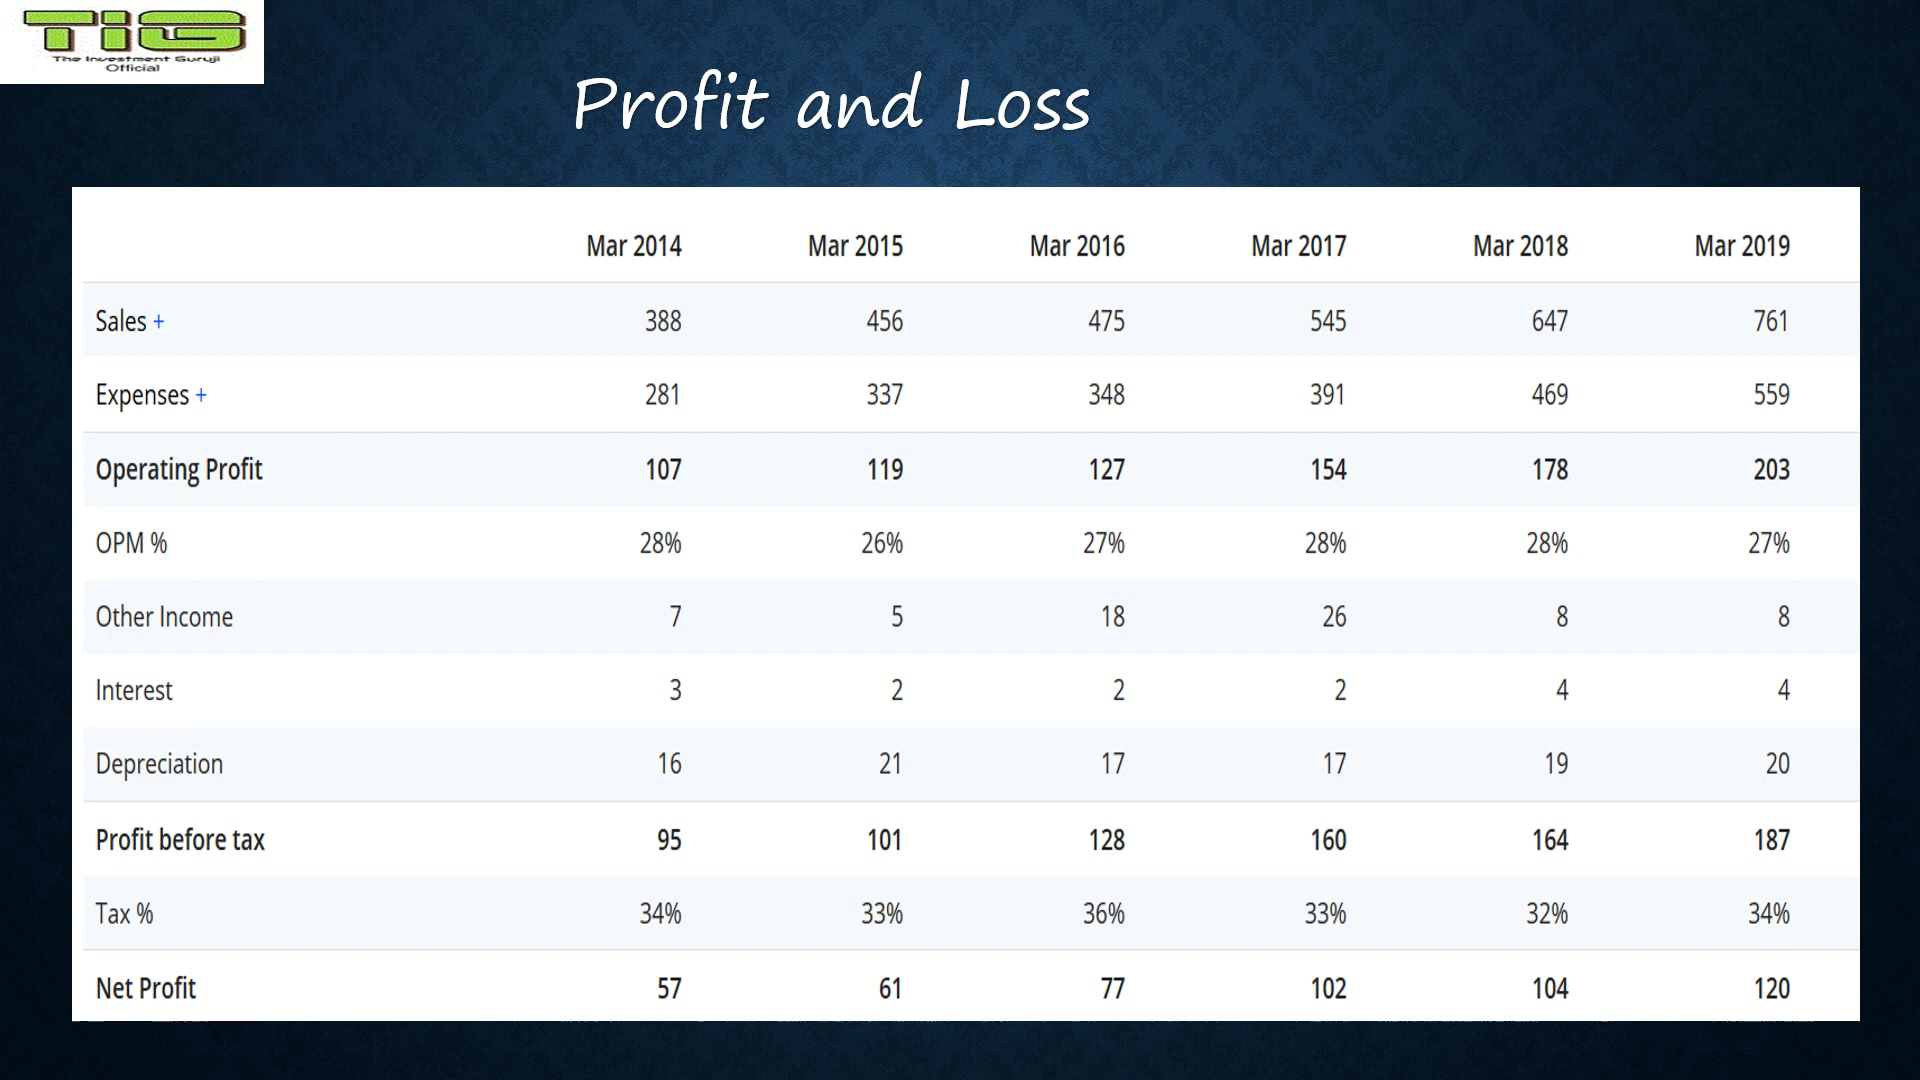 TIG
The Investment Guruji
Official
Profit and Loss
Mar 2014 Mar 2015 Mar 2016 Mar 2017 Mar 2018 Mar 2019
Sales + 388 456 475 545 647 761
Expenses + 281 337 348 391 469 559
Operating Profit 107 119 127 154 178 203
OPM % 28% 26% 27% 28% 28% 27%
Other Income 7 5 18 26 8 8
Interest 3 2 2 2 4 4
Depreciation 16 21 17 17 19 20
Profit before tax 95 101 128 160 164 187
Tax % 34% 33% 36% 33% 32% 34%
Net Profit 57 61 77 102 104 120